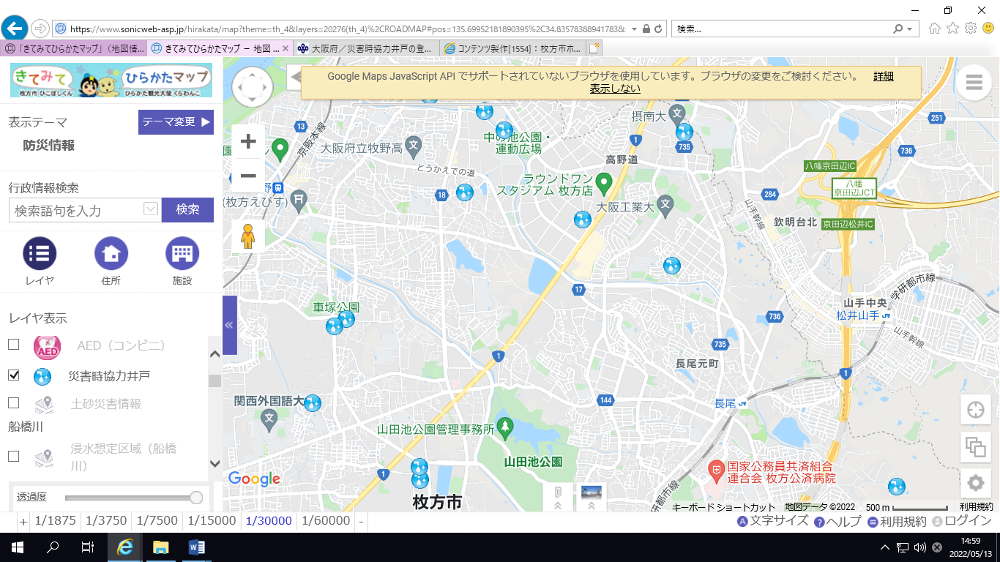 https://www.sonicweb-asp.jp/hirakata/map?theme=th_4&layers=20276(th_4)%2CROADMAP#pos=135.69952181890595%2C34.83578388941783&
検索...
「きてみてひらかたマップ」（地図情...
きてみてひらかたマップ － 地図 ...
大阪府／災害時協力井戸の登...
コンテンツ製作[1554]：枚方市ホ...
きてみて ひらかたマップ
枚方市 ひこぼしくん
ひらかた観光大使 くらわんこ
Google Maps JavaScript API でサポートされていないブラウザを使用しています。ブラウザの変更をご検討ください。 詳細
表示しない
表示テーマ
テーマ変更
防災情報
行政情報検索
検索語句を入力
検索
レイヤ
住所
施設
レイヤ表示
AED
AED（コンビニ）
災害時協力井戸
土砂災害情報
船橋川
浸水想定区域（船橋
川）
透過度
+
−
«
13
京阪本線
大阪府立牧野高
文
中の池公園・
運動広場
摂南大
文
735
1
高野道
251
736
八幡京田辺IC
八幡
京田辺JCT
284
山手幹線
欽明台北
京田辺松井IC
とうかえでの道
18
(枚方えびす)
ラウンドワン
スタジアム 枚方店
大阪工業大
文
17
車塚公園
736
735
山手中央
松井山手
JR
学研都市線
山手幹線
1
長尾元町
1
関西外国語大
文
144
長尾
JR
山田池公園管理事務所
山田池公園
国家公務員共済組合
連合会 枚方公済病院
1
枚方市
学研都市線
Google
キーボード ショートカット
地図データ ©2022
500 m
利用規約
+
1/1875
1/3750
1/7500
1/15000
1/30000
1/60000
-
A 文字サイズ
? ヘルプ
利用規約
ログイン
14:59
2022/05/13